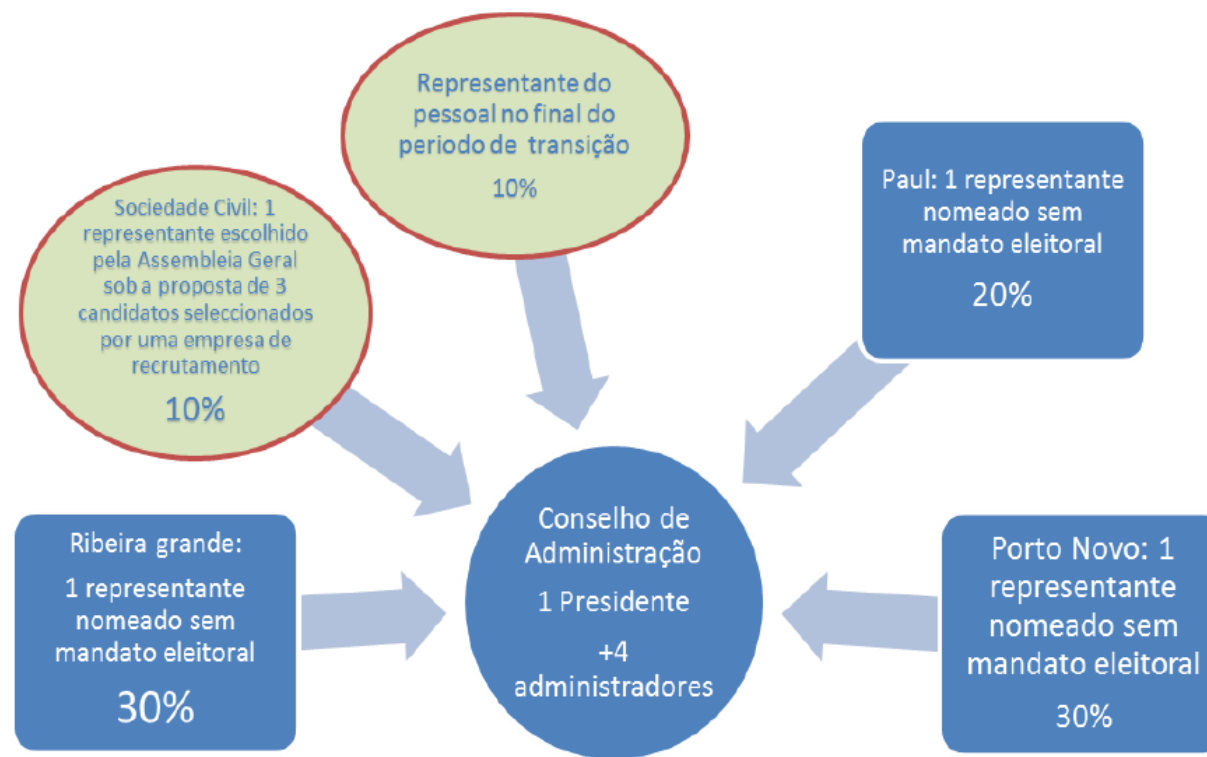 Representante do
pessoal no final do
periodo de transição
10%
Sociedade Civil: 1
representante escolhido
pela Assembleia Geral
sob a proposta de 3
candidatos seleccionados
por uma empresa de
recrutamento
10%
Paul: 1 representante
nomeado sem
mandato eleitoral
20%
Ribeira grande:
1 representante
nomeado sem
mandato eleitoral
30%
Conselho de
Administração
1 Presidente
+4
administradores
Porto Novo: 1
representante
nomeado sem
mandato eleitoral
30%